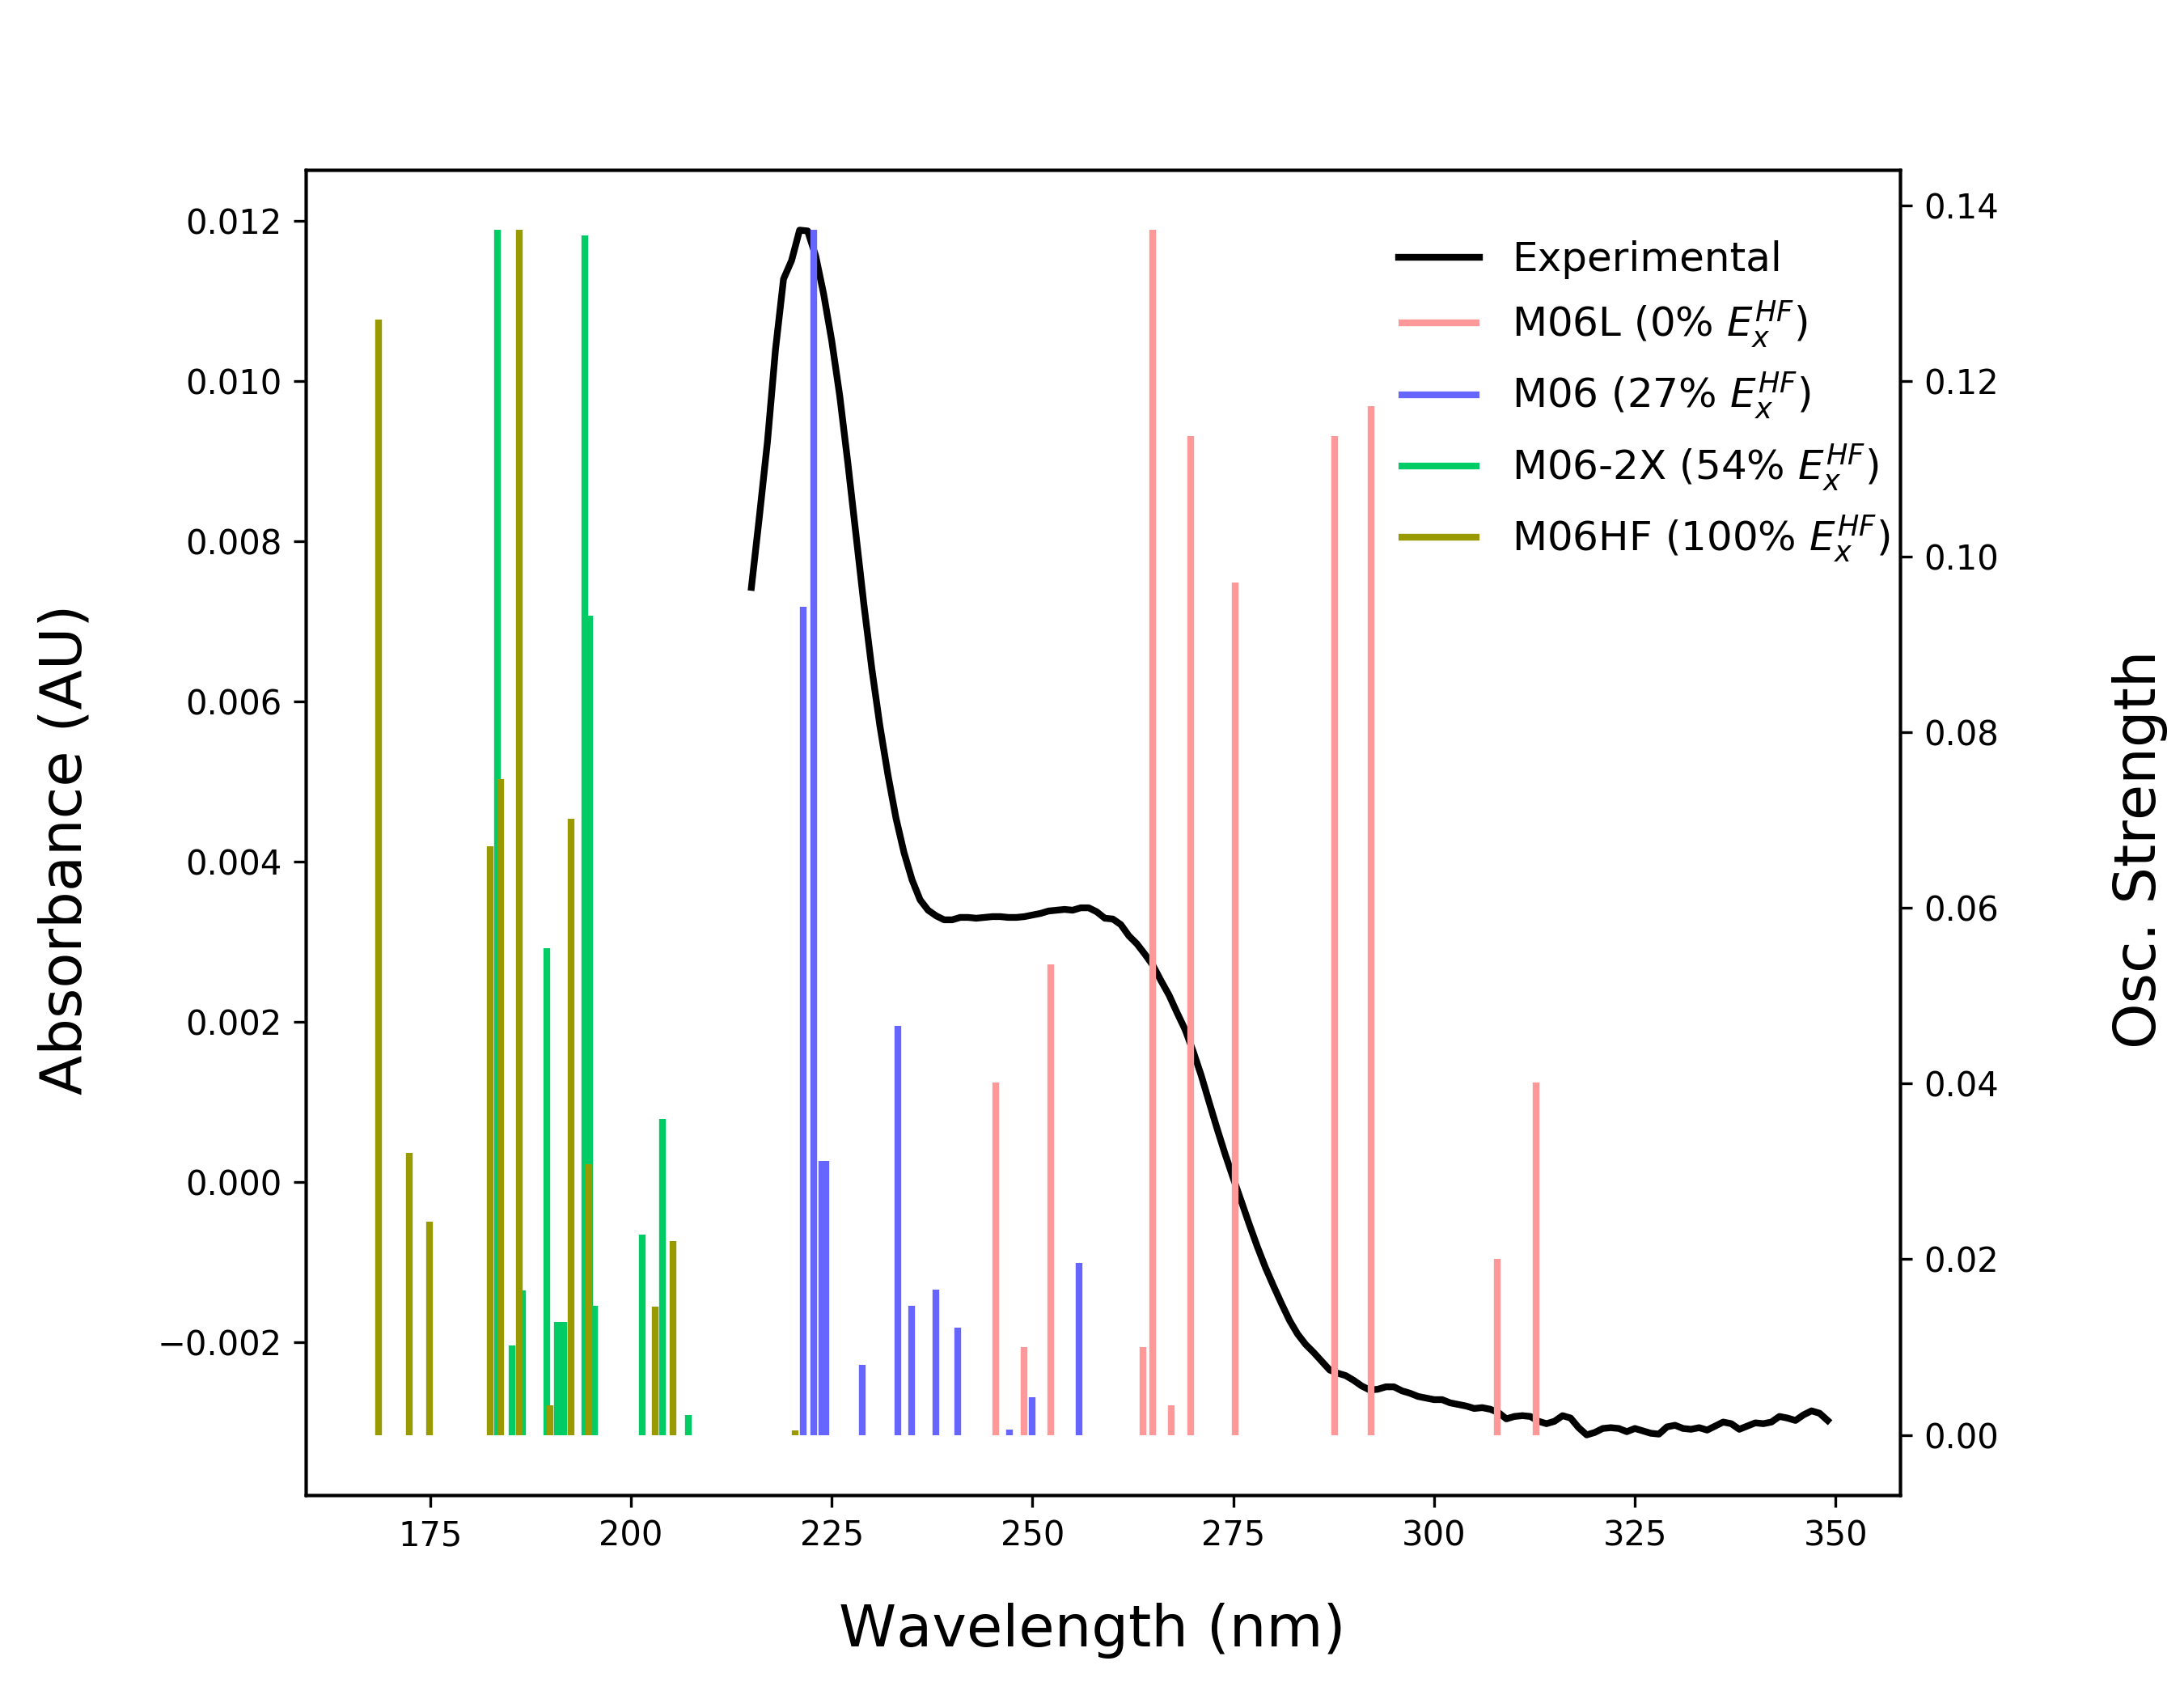 Experimental
M06L (0% $E_x^{HF}$)
M06 (27% $E_x^{HF}$)
M06-2X (54% $E_x^{HF}$)
M06HF (100% $E_x^{HF}$)
Absorbance (AU)
0.012
0.010
0.008
0.006
0.004
0.002
0.000
−0.002
0.14
0.12
0.10
0.08
0.06
0.04
0.02
0.00
Osc. Strength
175 200 225 250 275 300 325 350
Wavelength (nm)